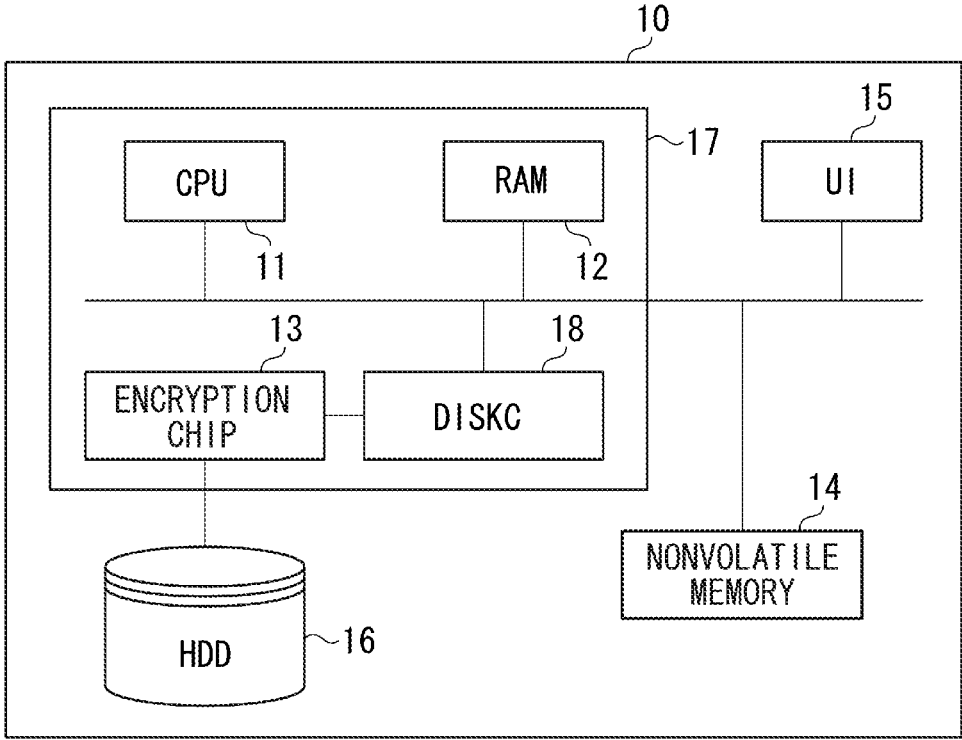 10
15
17
CPU
RAM
UI
11
12
13
18
ENCRYPTION
CHIP
DISKC
14
NONVOLATILE
MEMORY
HDD
16